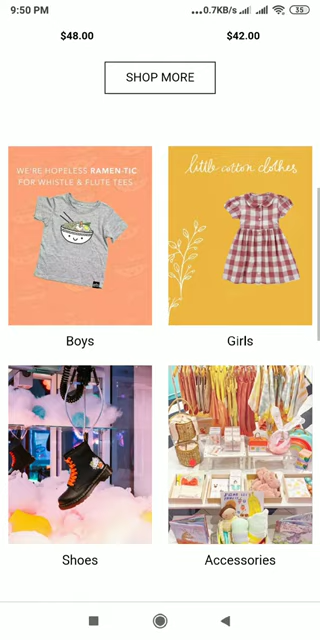 9:50 PM
...0.7KB/s
35
$48.00
$42.00
SHOP MORE
WE'RE HOPELESS RAMEN-TIC
FOR WHISTLE & FLUTE TEES
little cotton clothes
Boys
Girls
Shoes
Accessories